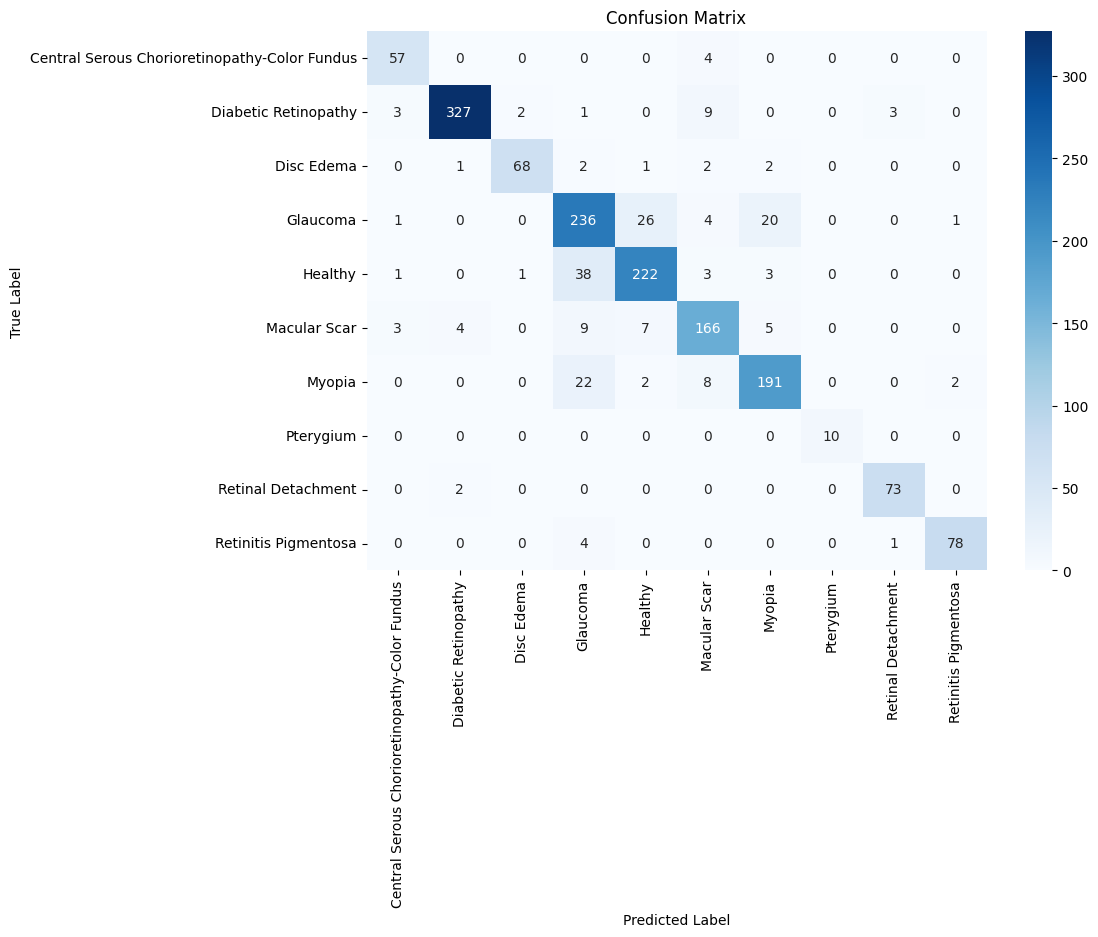 Confusion Matrix
True Label
Central Serous Chorioretinopathy-Color Fundus 57 0 0 0 0 4 0 0 0 0
Diabetic Retinopathy 3 327 2 1 0 9 0 0 3 0
Disc Edema 0 1 68 2 1 2 2 0 0 0
Glaucoma 1 0 0 236 26 4 20 0 0 1
Healthy 1 0 1 38 222 3 3 0 0 0
Macular Scar 3 4 0 9 7 166 5 0 0 0
Myopia 0 0 0 22 2 8 191 0 0 2
Pterygium 0 0 0 0 0 0 0 10 0 0
Retinal Detachment 0 2 0 0 0 0 0 0 73 0
Retinitis Pigmentosa 0 0 0 4 0 0 0 0 1 78
Central Serous Chorioretinopathy-Color Fundus
Diabetic Retinopathy
Disc Edema
Glaucoma
Healthy
Macular Scar
Myopia
Pterygium
Retinal Detachment
Retinitis Pigmentosa
Predicted Label
300
250
200
150
100
50
0